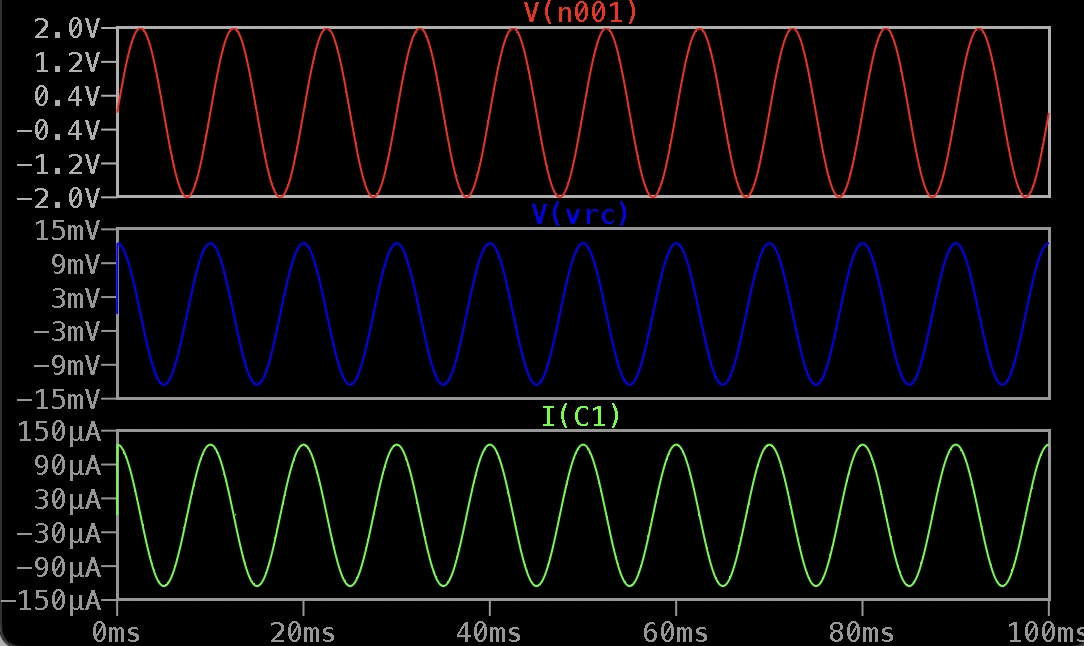 V(n001)
2.0V
1.2V
0.4V
−0.4V
−1.2V
−2.0V
V(vrc)
15mV
9mV
3mV
−3mV
−9mV
−15mV
I(C1)
150µA
90µA
30µA
−30µA
−90µA
−150µA
0ms 20ms 40ms 60ms 80ms 100ms